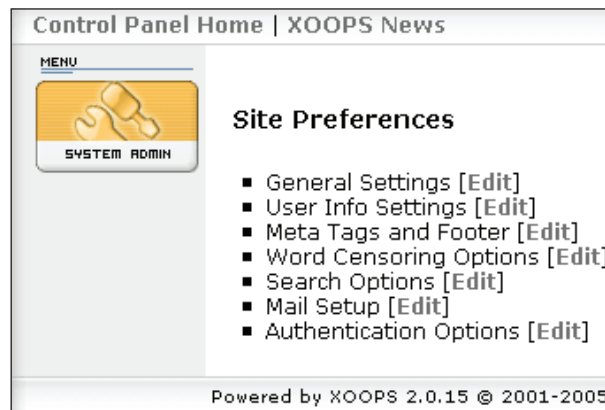 Control Panel Home | XOOPS News
MENU
SYSTEM ADMIN
Site Preferences
General Settings [Edit]
User Info Settings [Edit]
Meta Tags and Footer [Edit]
Word Censoring Options [Edit]
Search Options [Edit]
Mail Setup [Edit]
Authentication Options [Edit]
Powered by XOOPS 2.0.15 © 2001-2005